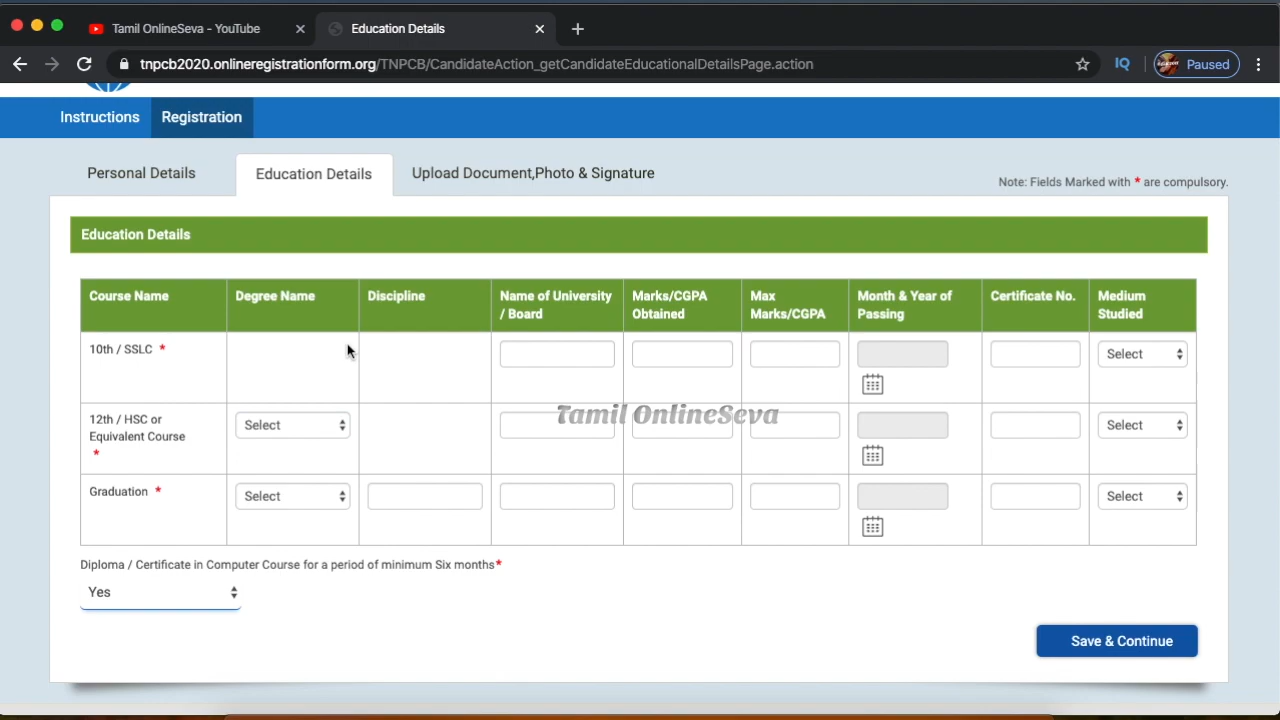 Tamil OnlineSeva - YouTube
Education Details
tnpcb2020.onlineregistrationform.org/TNPCB/CandidateAction_getCandidateEducationalDetailsPage.action
IQ
Paused
Instructions
Registration
Personal Details
Education Details
Upload Document,Photo & Signature
Note: Fields Marked with * are compulsory.
Education Details
Course Name
Degree Name
Discipline
Name of University
/ Board
Marks/CGPA
Obtained
Max
Marks/CGPA
Month & Year of
Passing
Certificate No.
Medium
Studied
10th / SSLC *
Select
12th / HSC or
Equivalent Course
*
Select
Select
Tamil OnlineSeva
Graduation *
Select
Select
Diploma / Certificate in Computer Course for a period of minimum Six months*
Yes
Save & Continue